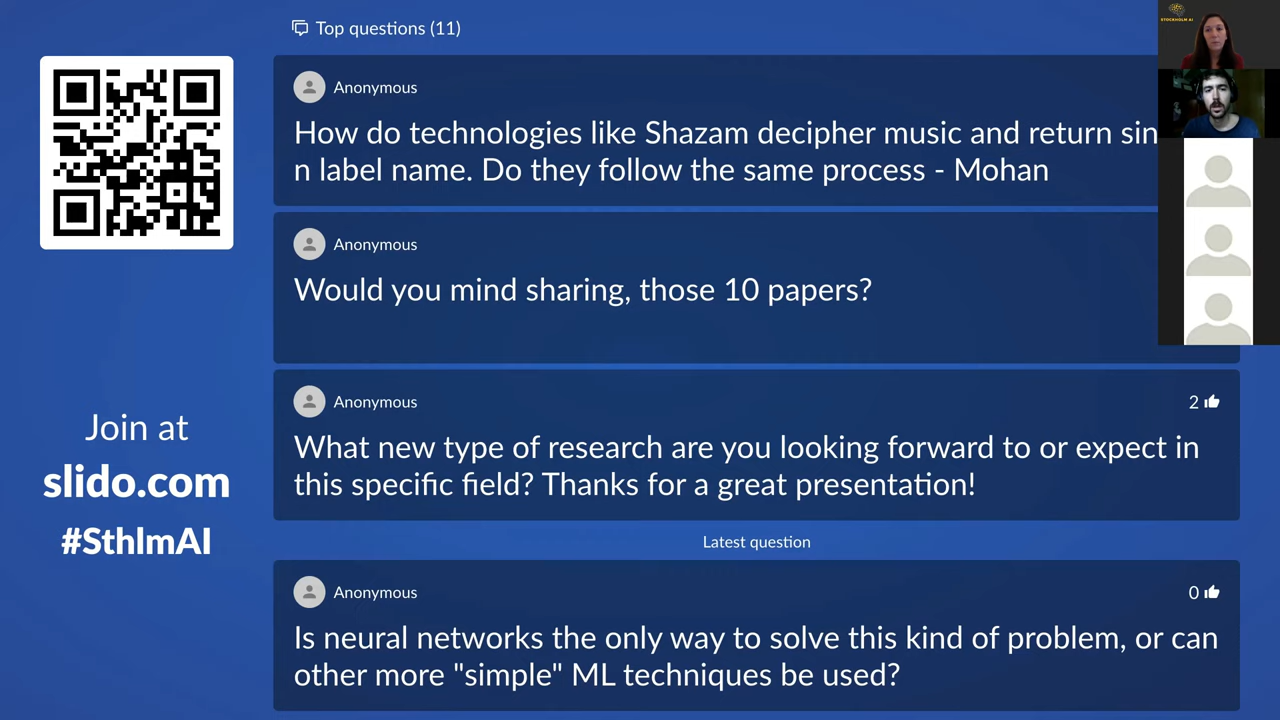 Top questions (11)
STOCKHOLM AI
Anonymous
How do technologies like Shazam decipher music and return sin
n label name. Do they follow the same process - Mohan
Anonymous
Would you mind sharing, those 10 papers?
Anonymous
2
What new type of research are you looking forward to or expect in
this specific field? Thanks for a great presentation!
Join at
slido.com
#SthlmAI
Latest question
Anonymous
0
Is neural networks the only way to solve this kind of problem, or can
other more "simple" ML techniques be used?